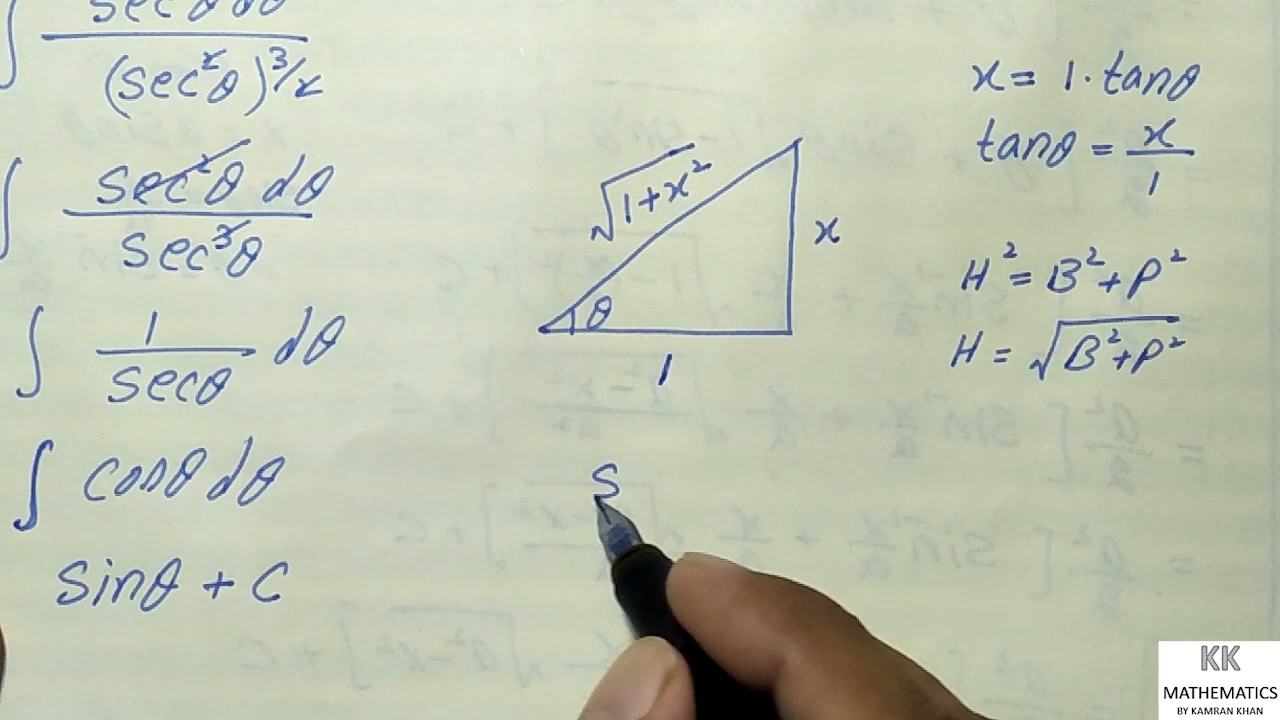 ∫ sec²θ dθ / (sec²θ)^3/2
∫ sec²θ dθ / sec³θ
∫ 1/secθ dθ
∫ cosθ dθ
sinθ + c
√1+x²
x
θ
1
S
x = 1·tanθ
tanθ = x/1
H² = B²+P²
H = √B²+P²
KK
MATHEMATICS
BY KAMRAN KHAN